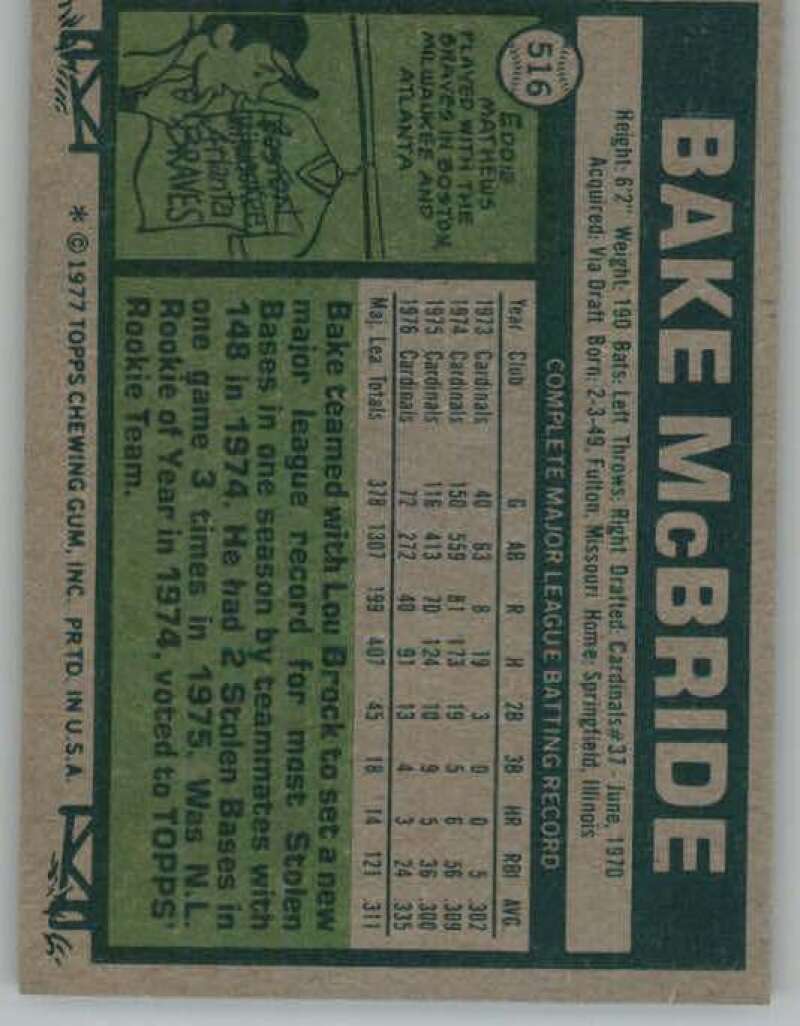 516
BAKE McBRIDE
Height: 6'2" Weight: 190 Bats: Left Throws: Right Drafted: Cardinals #37 - June, 1970
Acquired: Via Draft Born: 2-3-49, Fulton, Missouri Home: Springfield, Illinois
COMPLETE MAJOR LEAGUE BATTING RECORD
Year Club G AB R H 2B 3B HR RBI AVG.
1973 Cardinals 40 63 8 19 3 0 0 5 .302
1974 Cardinals 150 559 81 173 19 5 6 56 .309
1975 Cardinals 116 413 70 124 10 9 5 36 .300
1976 Cardinals 72 272 40 91 13 4 3 24 .335
Maj. Lea Totals 378 1307 199 407 45 18 14 121 .311
Bake teamed with Lou Brock to set a new
major league record for most Stolen
Bases in one season by teammates with
148 in 1974. He had 2 Stolen Bases in
one game 3 times in 1975. Was N.L.
Rookie of Year in 1974, voted to TOPPS'
Rookie Team.
EDDIE
MATHEWS
PLAYED WITH THE
BRAVES IN BOSTON,
MILWAUKEE AND
ATLANTA
Boston
Milwaukee
Atlanta
BRAVES
* © 1977 TOPPS CHEWING GUM, INC. PRTD. IN U.S.A.